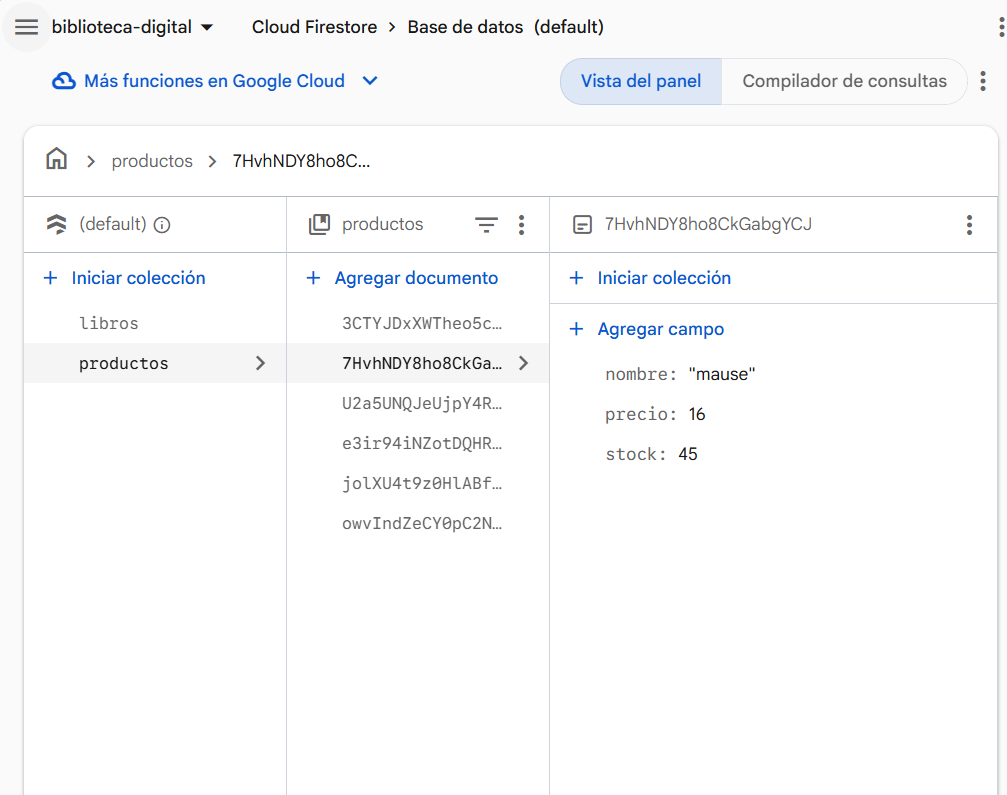 biblioteca-digital Cloud Firestore > Base de datos (default)
Más funciones en Google Cloud Vista del panel Compilador de consultas
productos > 7HvhNDY8ho8C...
(default) productos 7HvhNDY8ho8CkGabgYCJ
+ Iniciar colección + Agregar documento + Iniciar colección
libros 3CTYJDxXWTheo5c… + Agregar campo
productos 7HvhNDY8ho8CkGa… nombre: "mause"
U2a5UNQJeUjpY4R… precio: 16
e3ir94iNZotDQHR… stock: 45
jolXU4t9z0HlABf…
owvIndZeCY0pC2N…